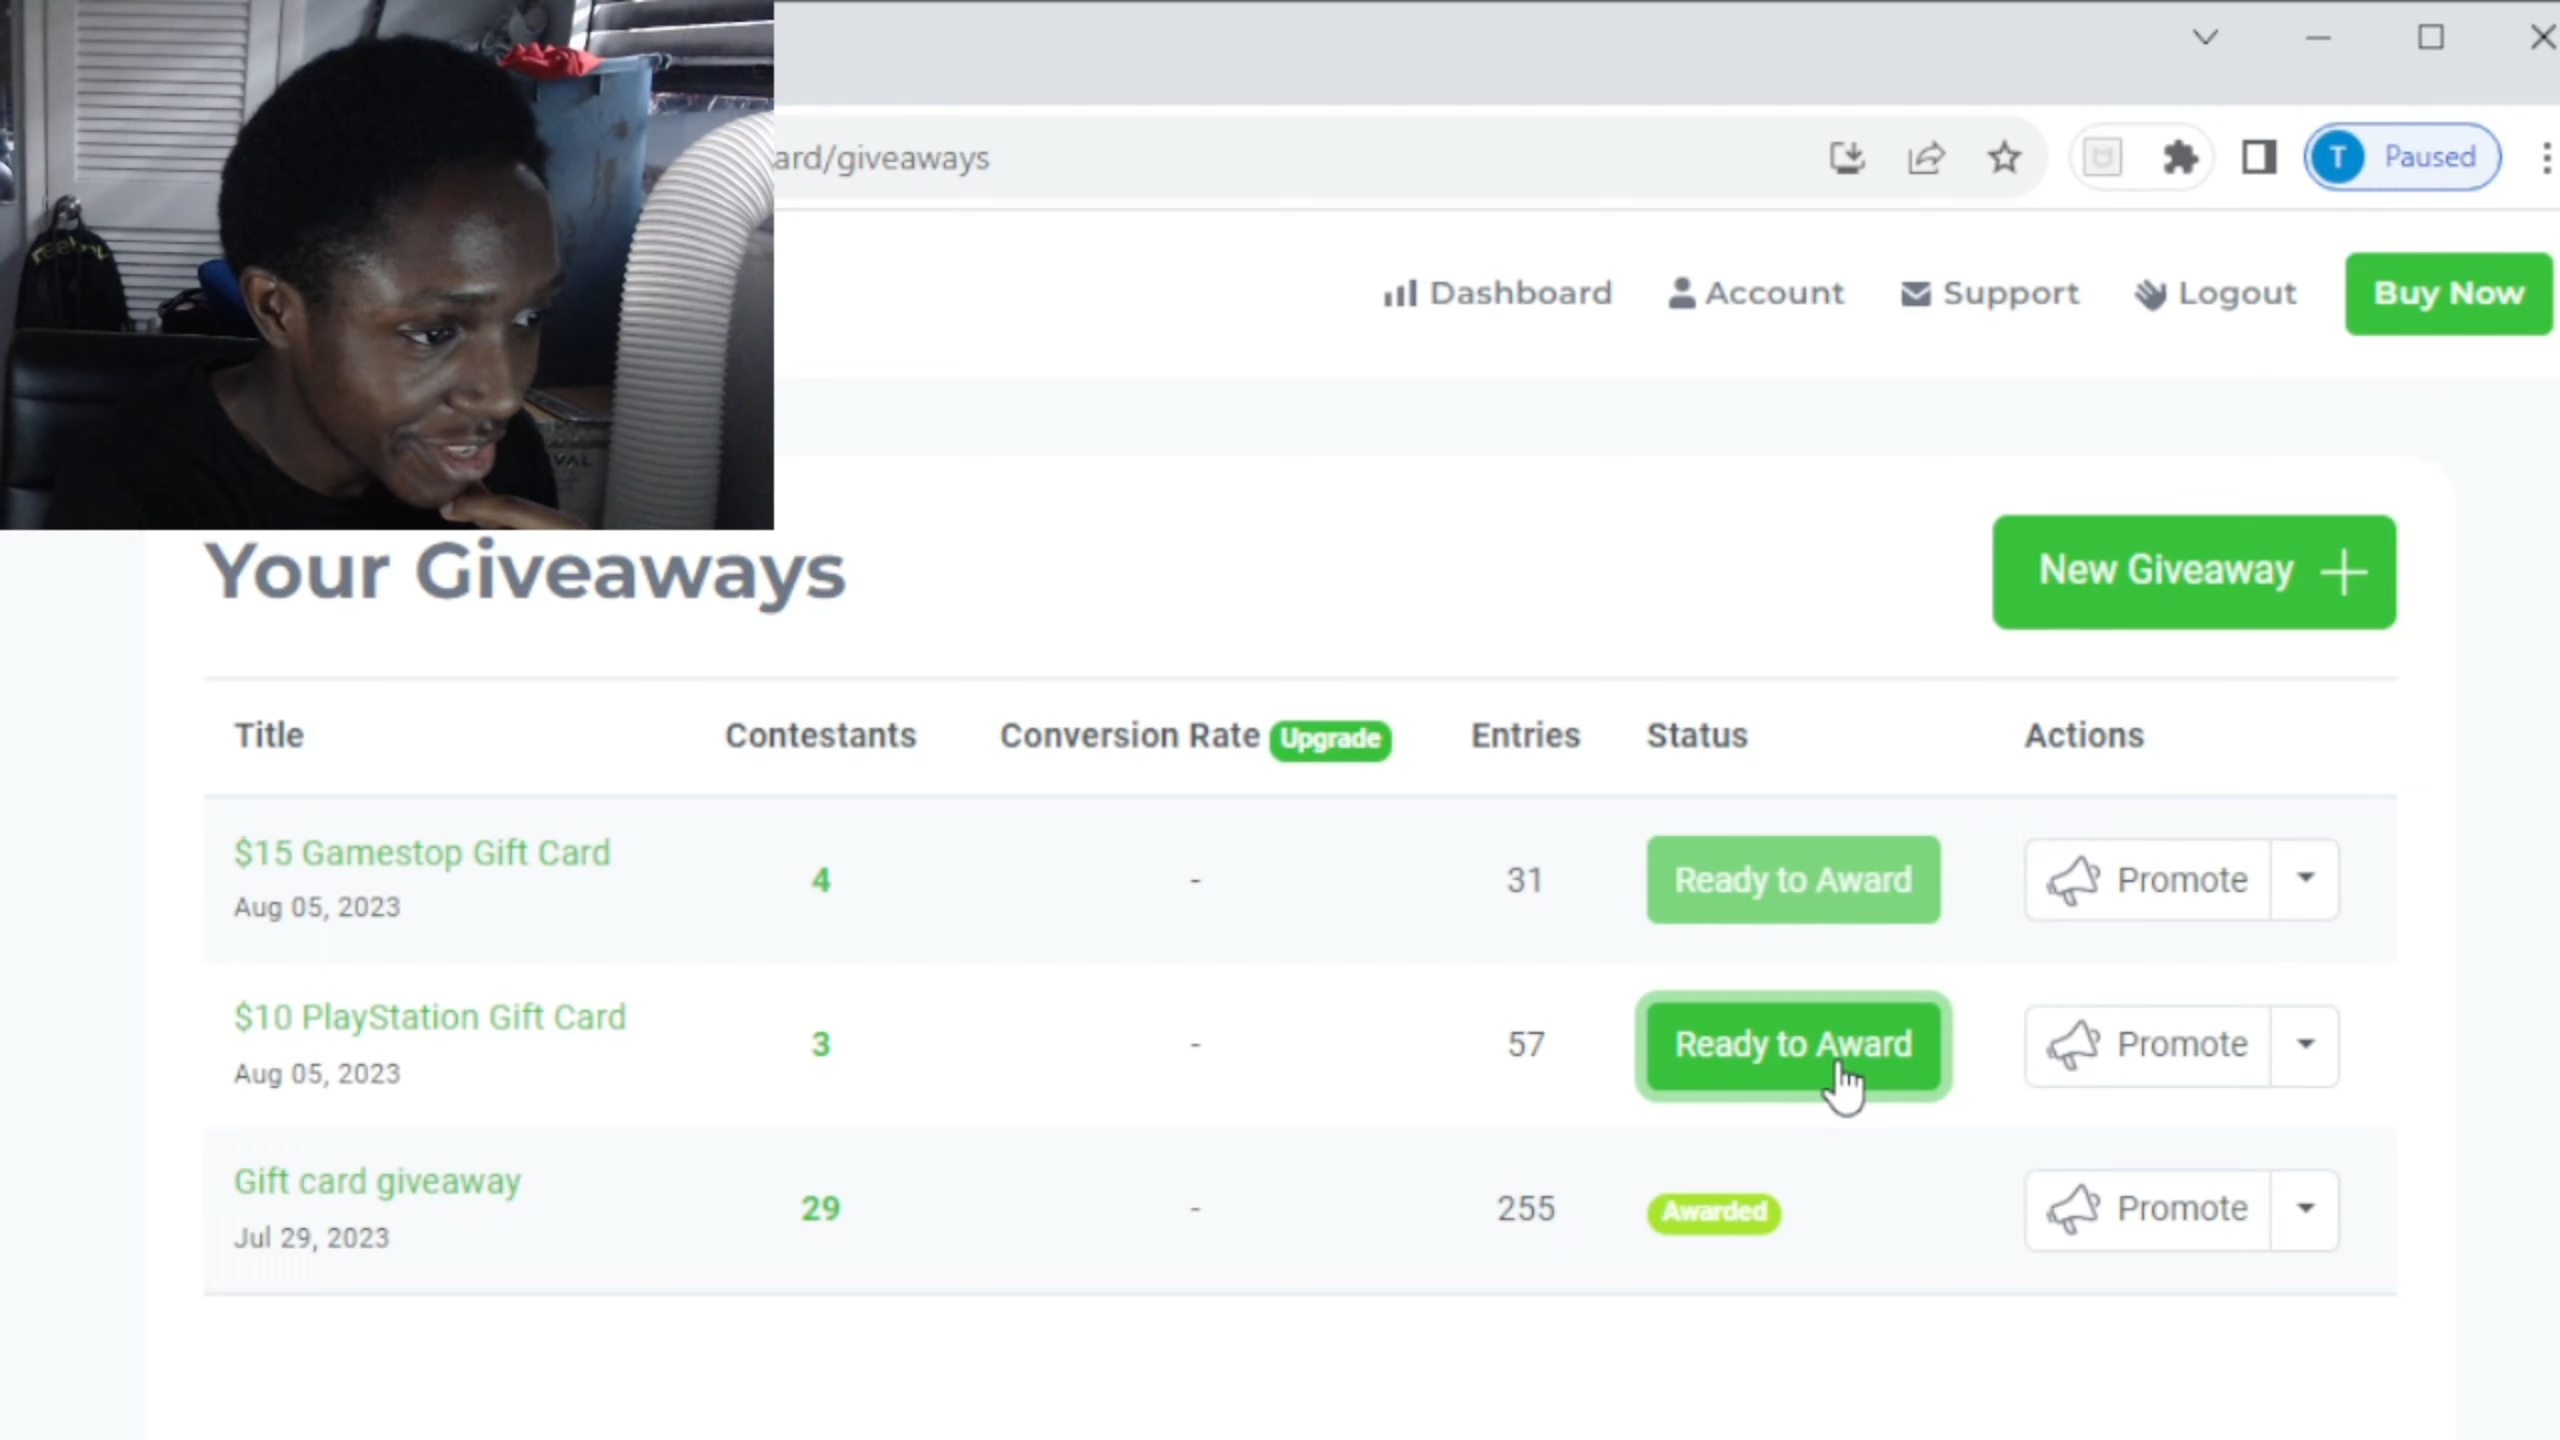 ard/giveaways
T Paused
Dashboard Account Support Logout Buy Now
Your Giveaways
New Giveaway
Title Contestants Conversion Rate Upgrade Entries Status Actions
$15 Gamestop Gift Card
Aug 05, 2023
4 - 31 Ready to Award Promote
$10 PlayStation Gift Card
Aug 05, 2023
3 - 57 Ready to Award Promote
Gift card giveaway
Jul 29, 2023
29 - 255 Awarded Promote